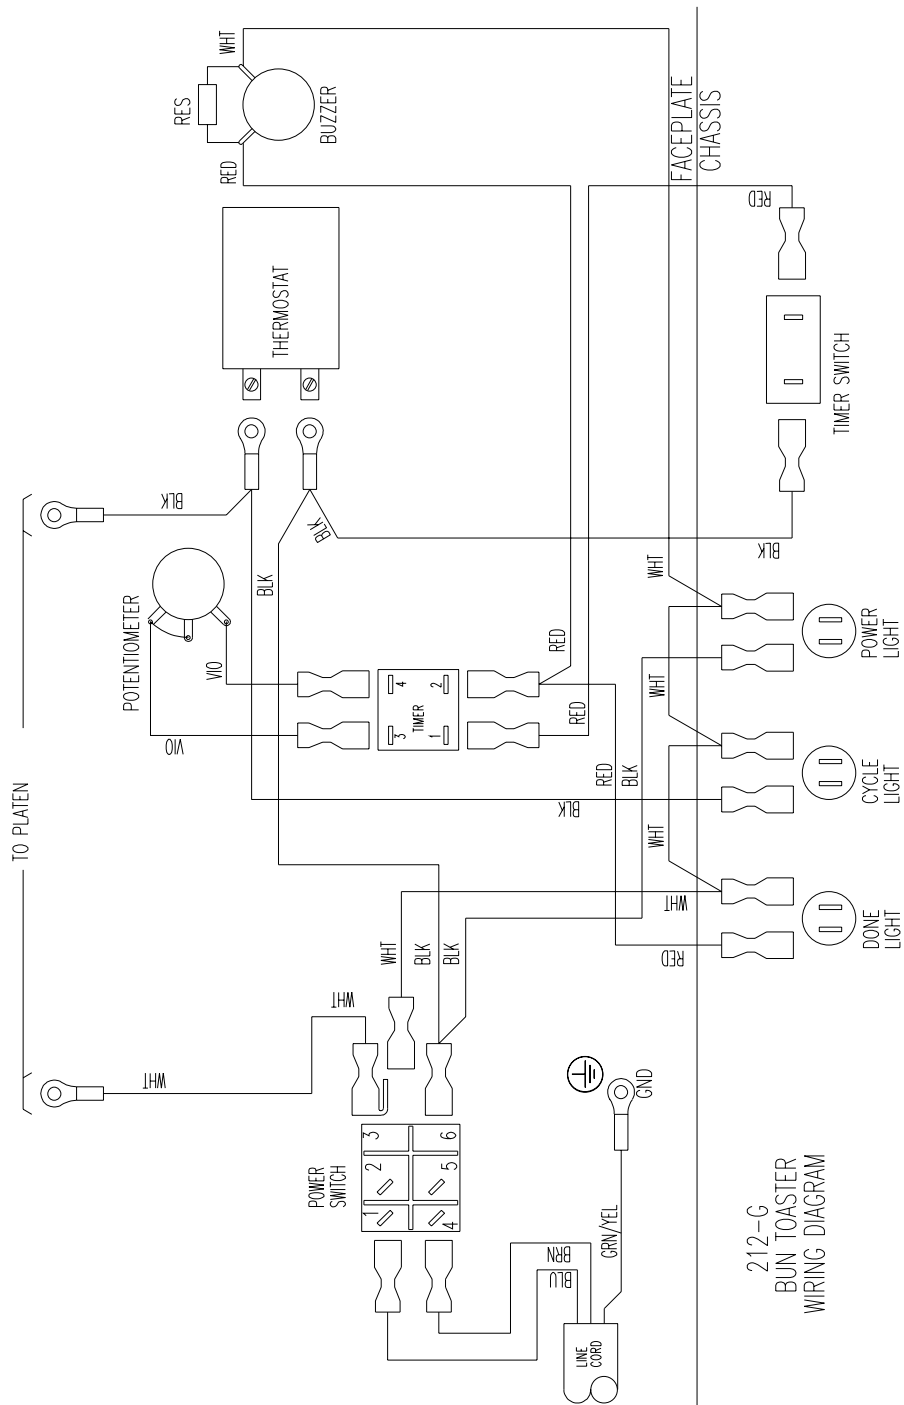 TO PLATEN
WHT
WHT
POWER
SWITCH
1
2
3
4
5
6
WHT
BLK
BLK
VIO
VIO
POTENTIOMETER
BLK
BLK
BLK
THERMOSTAT
RES
WHT
RED
BUZZER
3
4
TIMER
1
2
RED
RED
RED
BLK
BLK
WHT
WHT
WHT
WHT
RED
BLK
RED
FACEPLATE
CHASSIS
BLU
BRN
GRN/YEL
GND
LINE
CORD
DONE
LIGHT
CYCLE
LIGHT
POWER
LIGHT
TIMER SWITCH
212-G
BUN TOASTER
WIRING DIAGRAM